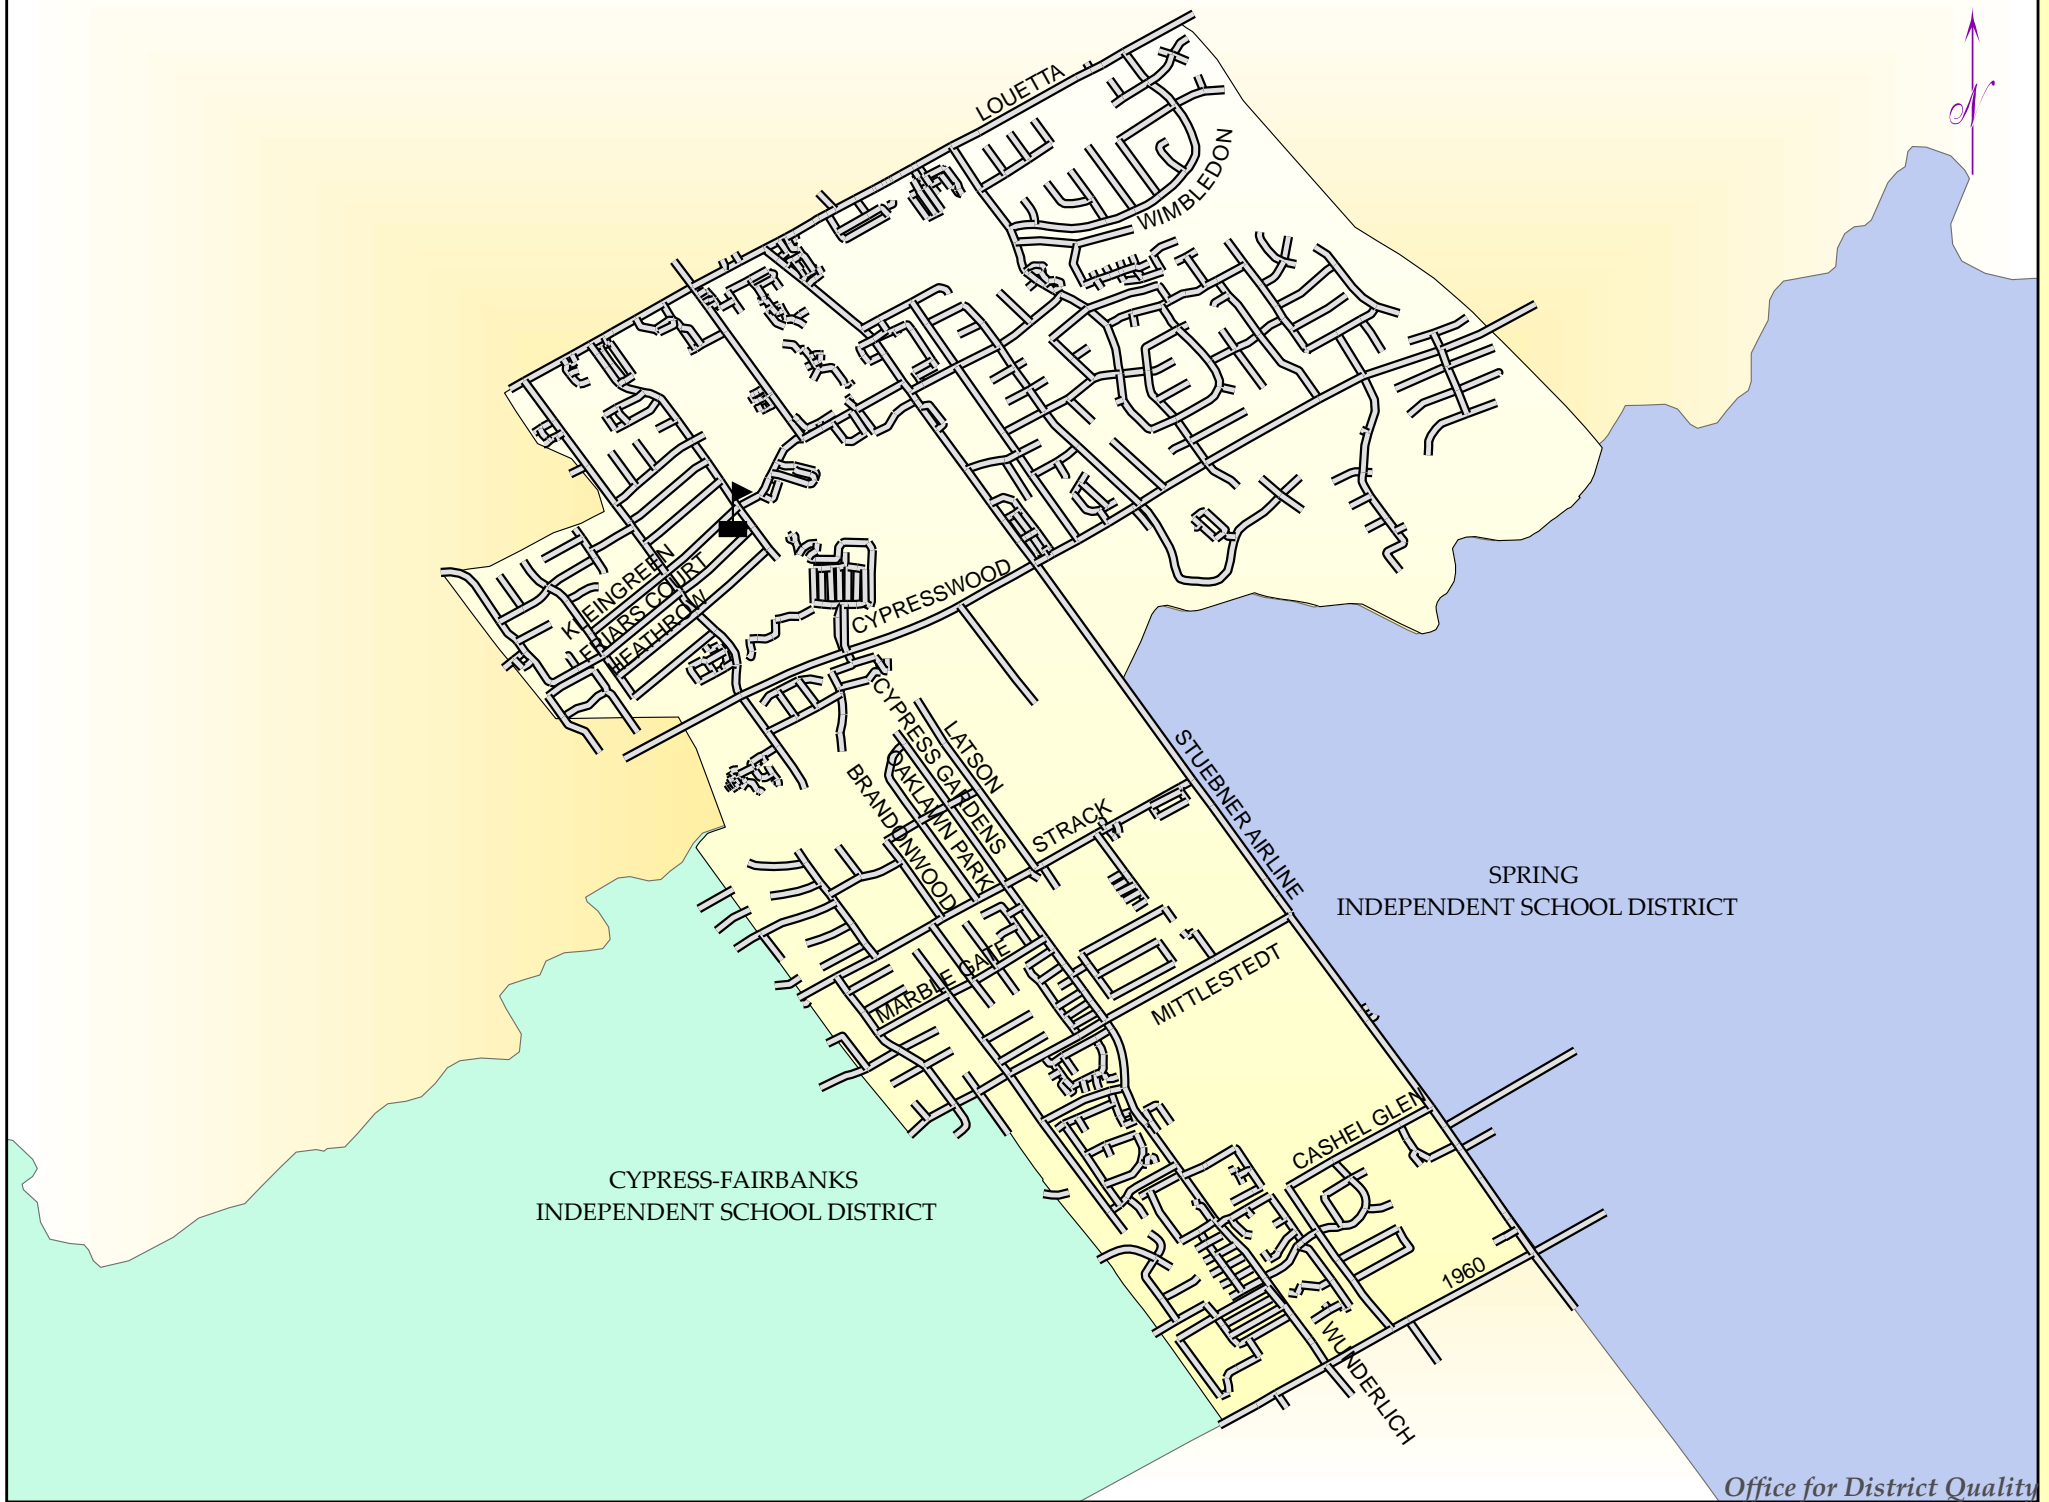 N
LOUETTA
WIMBLEDON
KLEINGREEN
FRIARS COURT
HEATHROW
CYPRESSWOOD
CYPRESS GARDENS
LATSON
OAKLAWN PARK
BRANDONWOOD
STRACK
STUEBNER AIRLINE
SPRING
INDEPENDENT SCHOOL DISTRICT
MARBLE GATE
MITTLESTEDT
CASHEL GLEN
CYPRESS-FAIRBANKS
INDEPENDENT SCHOOL DISTRICT
1960
WUNDERLICH
Office for District Quality